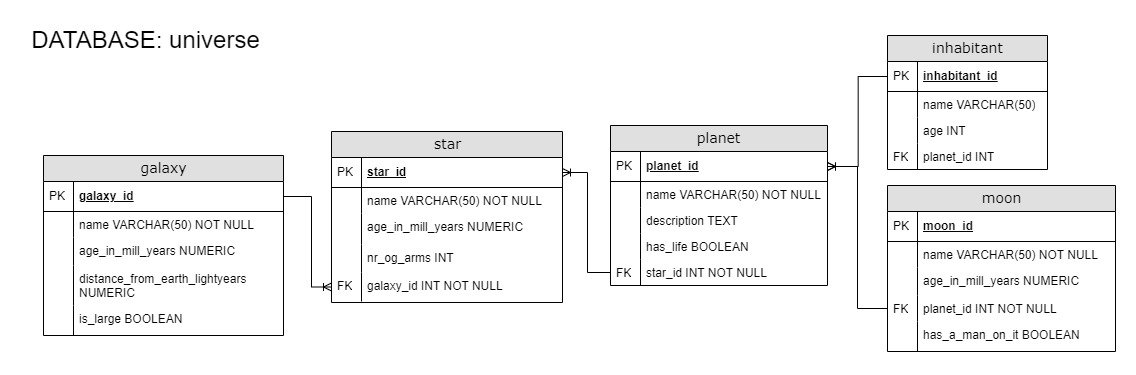 DATABASE: universe
galaxy
PK galaxy_id
name VARCHAR(50) NOT NULL
age_in_mill_years NUMERIC
distance_from_earth_lightyears
NUMERIC
is_large BOOLEAN
star
PK star_id
name VARCHAR(50) NOT NULL
age_in_mill_years NUMERIC
nr_og_arms INT
FK galaxy_id INT NOT NULL
planet
PK planet_id
name VARCHAR(50) NOT NULL
description TEXT
has_life BOOLEAN
FK star_id INT NOT NULL
inhabitant
PK inhabitant_id
name VARCHAR(50)
age INT
FK planet_id INT
moon
PK moon_id
name VARCHAR(50) NOT NULL
age_in_mill_years NUMERIC
FK planet_id INT NOT NULL
has_a_man_on_it BOOLEAN